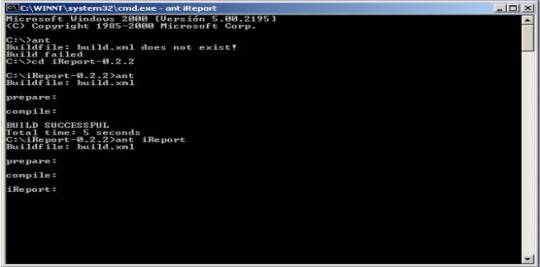 C:\WINNT\system32\cmd.exe - ant iReport
Microsoft Windows 2000 [Versión 5.00.2195]
(C) Copyright 1985-2000 Microsoft Corp.
C:\>ant
Buildfile: build.xml does not exist!
Build failed
C:\>cd iReport-0.2.2
C:\iReport-0.2.2>ant
Buildfile: build.xml
prepare:
compile:
BUILD SUCCESSFUL
Total time: 5 seconds
C:\iReport-0.2.2>ant iReport
Buildfile: build.xml
prepare:
compile:
iReport: